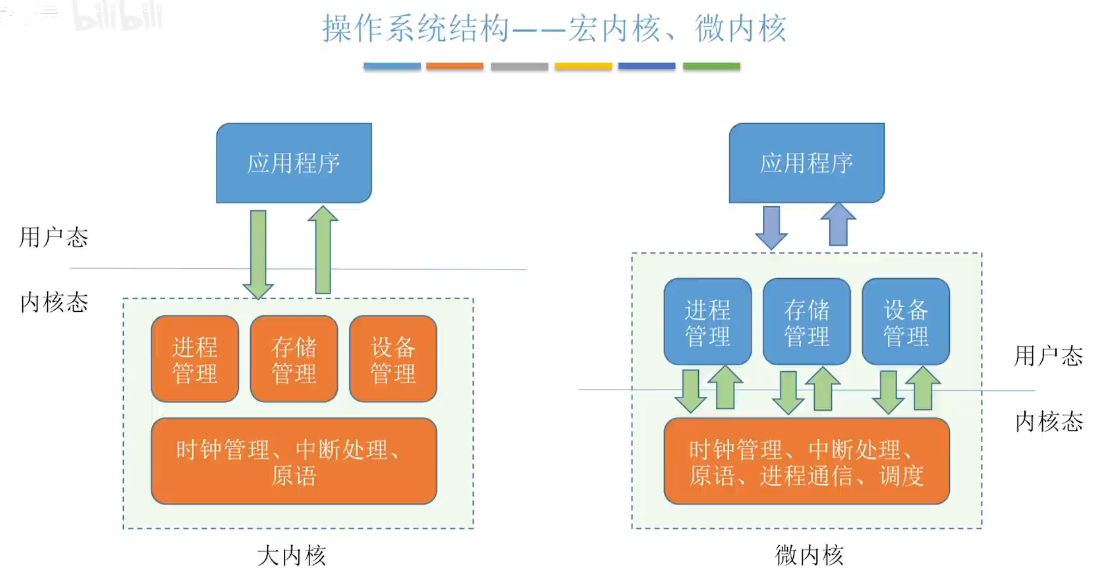 bilibili
操作系统结构——宏内核、微内核
应用程序
用户态
内核态
进程
管理
存储
管理
设备
管理
时钟管理、中断处理、
原语
大内核
应用程序
进程
管理
存储
管理
设备
管理
用户态
内核态
时钟管理、中断处理、
原语、进程通信、调度
微内核